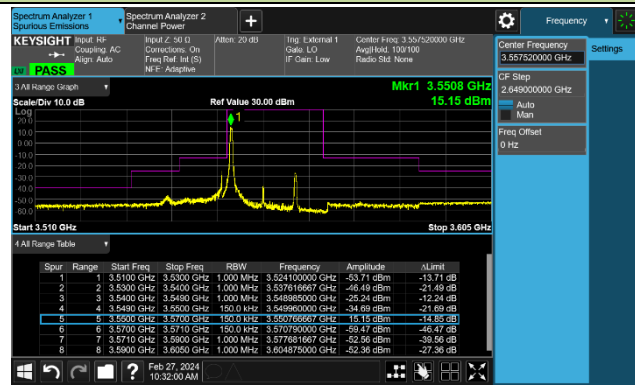 Spectrum Analyzer 1
Spurious Emissions
Spectrum Analyzer 2
Channel Power
Frequency
KEYSIGHT
Input: RF
Coupling: AC
Align: Auto
Input Z: 50 Ω
Corrections: On
Freq Ref: Int (S)
NFE: Adaptive
Atten: 20 dB
Trig: External 1
Gate: LO
IF Gain: Low
Center Freq: 3.557520000 GHz
Avg|Hold: 100/100
Radio Std: None
PASS
Center Frequency
3.557520000 GHz
Settings
CF Step
2.649000000 GHz
Auto
Man
Freq Offset
0 Hz
3 All Range Graph
Mkr1 3.5508 GHz
15.15 dBm
Scale/Div 10.0 dB
Ref Value 30.00 dBm
Log
20.0
10.0
0.00
-10.0
-20.0
-30.0
-40.0
-50.0
-60.0
1
Start 3.510 GHz
Stop 3.605 GHz
4 All Range Table
Spur Range Start Freq Stop Freq RBW Frequency Amplitude ΔLimit
1 1 3.5100 GHz 3.5300 GHz 1.000 MHz 3.524100000 GHz -53.71 dBm -13.71 dB
2 2 3.5300 GHz 3.5400 GHz 1.000 MHz 3.537616667 GHz -46.49 dBm -21.49 dB
3 3 3.5400 GHz 3.5490 GHz 1.000 MHz 3.548985000 GHz -25.24 dBm -12.24 dB
4 4 3.5490 GHz 3.5500 GHz 150.0 kHz 3.549960000 GHz -34.69 dBm -21.69 dB
5 5 3.5500 GHz 3.5700 GHz 150.0 kHz 3.550766667 GHz 15.15 dBm -14.85 dB
6 6 3.5700 GHz 3.5710 GHz 150.0 kHz 3.570790000 GHz -59.47 dBm -46.47 dB
7 7 3.5710 GHz 3.5900 GHz 1.000 MHz 3.577681667 GHz -52.56 dBm -39.56 dB
8 8 3.5900 GHz 3.6050 GHz 1.000 MHz 3.604875000 GHz -52.36 dBm -27.36 dB
Feb 27, 2024
10:32:00 AM